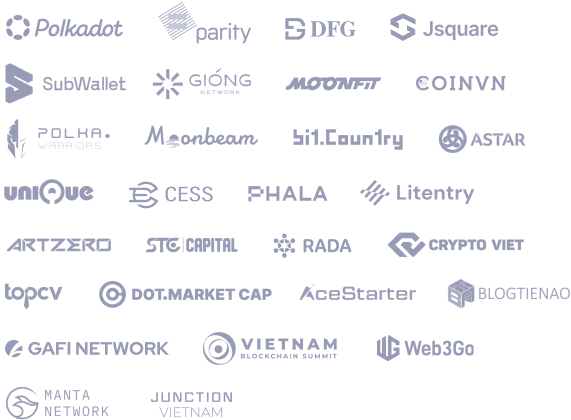 Polkadot parity DFG Jsquare
SubWallet GIÓNG NETWORK MOONFIT COINVN
POLKA WARRIORS Moonbeam bit.Country ASTAR
UNIQUE CESS PHALA Litentry
ARTZERO STC CAPITAL RADA CRYPTO VIET
topcv DOT.MARKET CAP AceStarter BLOGTIENAO
GAFI NETWORK VIETNAM BLOCKCHAIN SUMMIT Web3Go
MANTA NETWORK JUNCTION VIETNAM